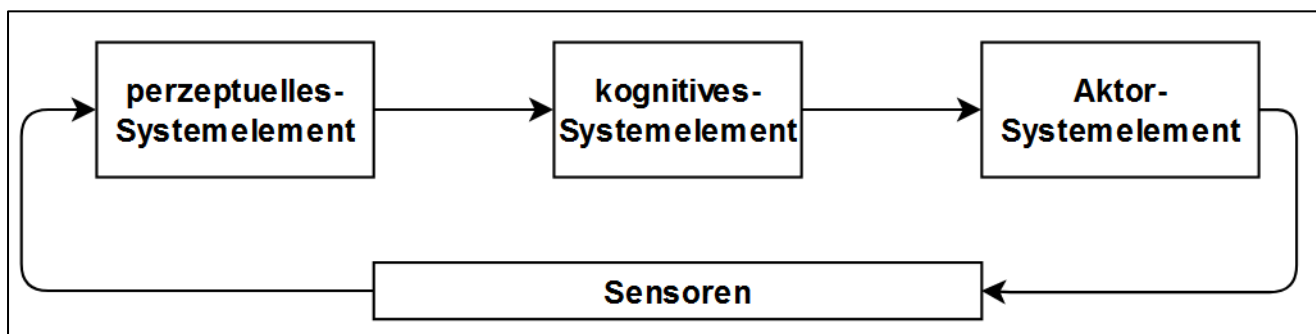 perzeptuelles-
Systemelement
kognitives-
Systemelement
Aktor-
Systemelement
Sensoren